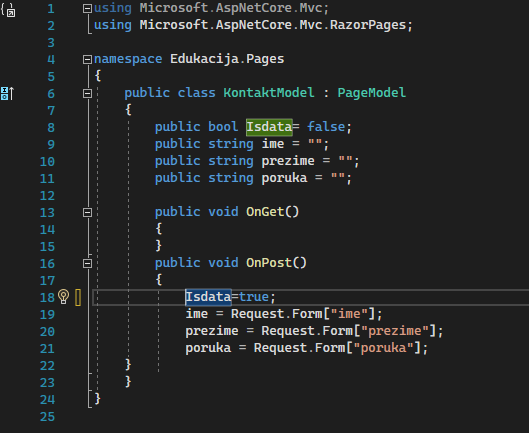 1 using Microsoft.AspNetCore.Mvc;
2 using Microsoft.AspNetCore.Mvc.RazorPages;
3
4 namespace Edukacija.Pages
5 {
6 public class KontaktModel : PageModel
7 {
8 public bool Isdata= false;
9 public string ime = "";
10 public string prezime = "";
11 public string poruka = "";
12
13 public void OnGet()
14 {
15 }
16 public void OnPost()
17 {
18 Isdata=true;
19 ime = Request.Form["ime"];
20 prezime = Request.Form["prezime"];
21 poruka = Request.Form["poruka"];
22 }
23 }
24 }
25